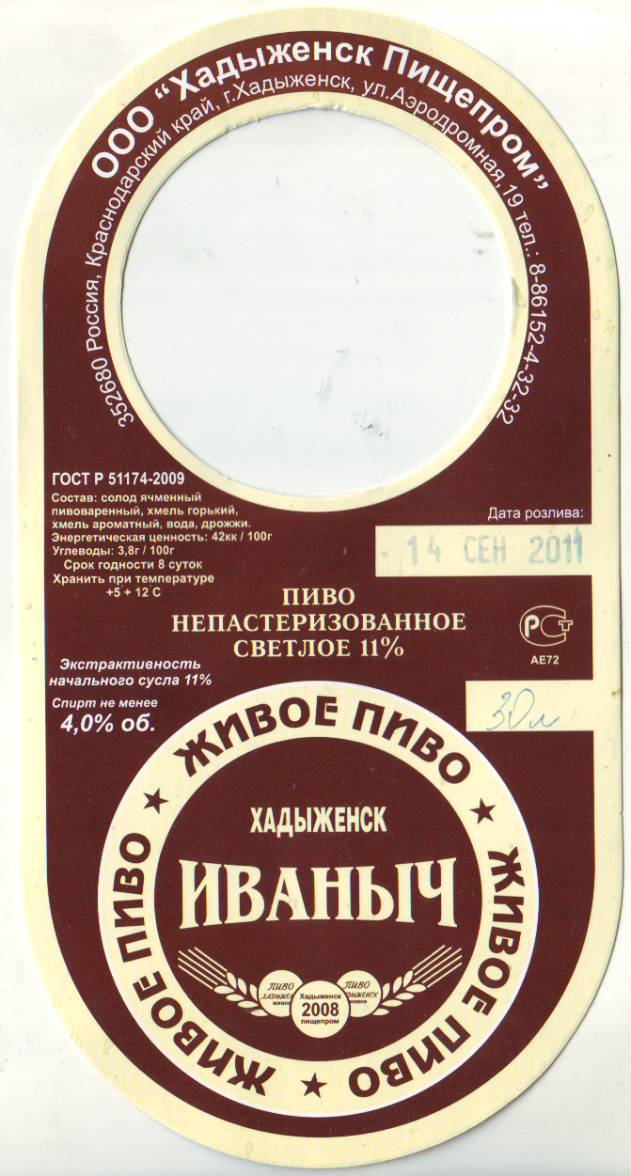 ООО “Хадыженск Пищепром”
352680 Россия, Краснодарский край, г.Хадыженск, ул.Аэродромная,19 тел.: 8-86152-4-32-32
ГОСТ Р 51174-2009
Состав: солод ячменный
пивоваренный, хмель горький,
хмель ароматный, вода, дрожжи.
Энергетическая ценность: 42кк / 100г
Углеводы: 3,8г / 100г
Срок годности 8 суток
Хранить при температуре
+5 + 12˚С
Дата розлива:
14 СЕН 2011
ПИВО
НЕПАСТЕРИЗОВАННОЕ
СВЕТЛОЕ 11%
РСТ
АЕ72
Экстрактивность
начального сусла 11%
Спирт не менее
4,0% об.
30л
ЖИВОЕ ПИВО ★ ЖИВОЕ ПИВО ★ ЖИВОЕ ПИВО ★
ХАДЫЖЕНСК
ИВАНЫЧ
ПИВО
живое
ПИВО
живое
Хадыженск
2008
пищепром